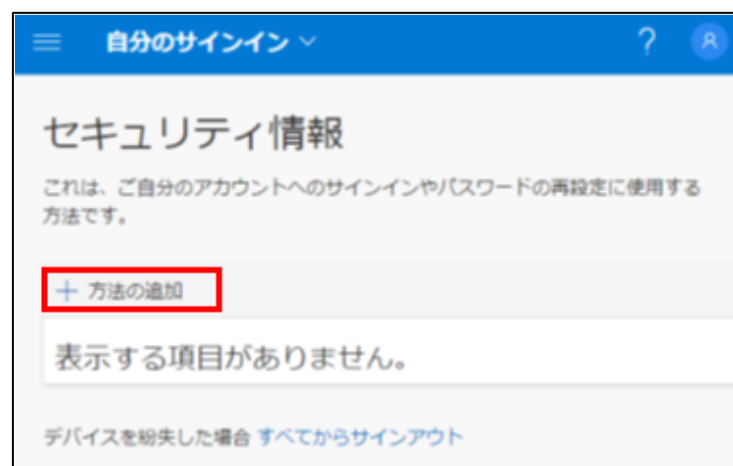 自分のサインイン
?
セキュリティ情報
これは、ご自分のアカウントへのサインインやパスワードの再設定に使用する
方法です。
+ 方法の追加
表示する項目がありません。
デバイスを紛失した場合 すべてからサインアウト